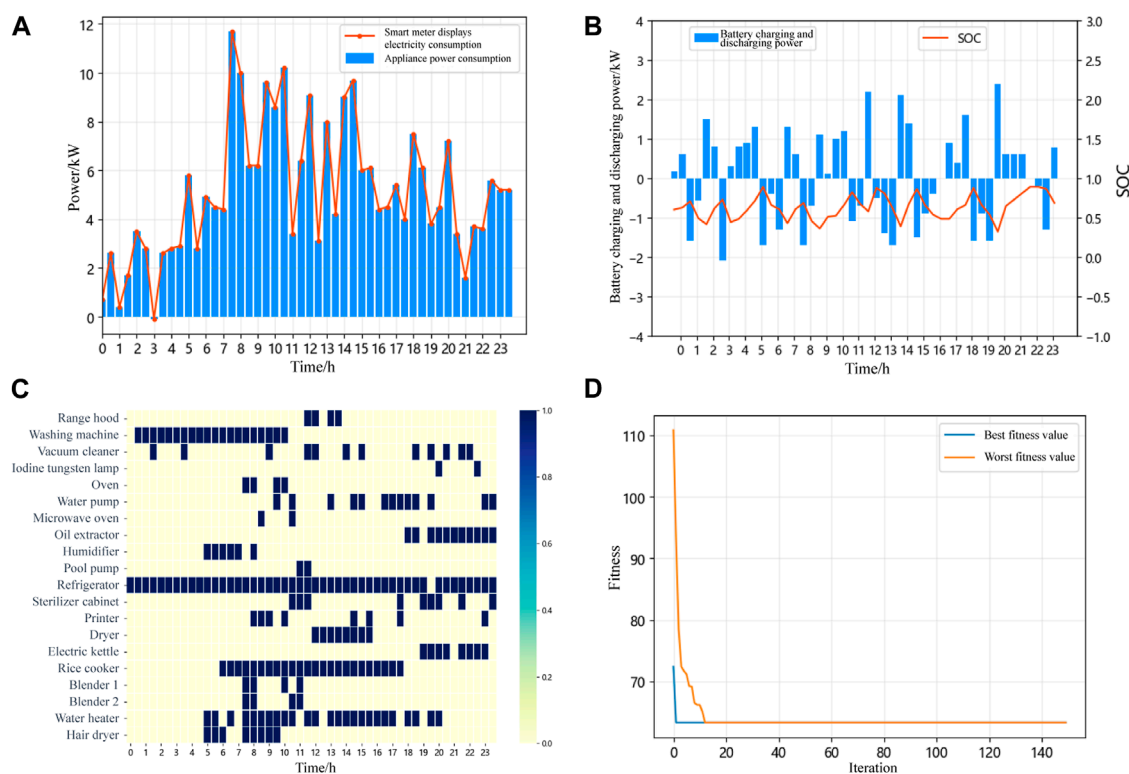 A
Power/kW
12
10
8
6
4
2
0
Smart meter displays
electricity consumption
Appliance power consumption
0 1 2 3 4 5 6 7 8 9 10 11 12 13 14 15 16 17 18 19 20 21 22 23
Time/h
B
Battery charging and discharging power/kW
4
3
2
1
0
−1
−2
−3
−4
Battery charging and
discharging power
SOC
3.0
2.5
2.0
1.5
1.0
0.5
0.0
−0.5
−1.0
SOC
0 1 2 3 4 5 6 7 8 9 10 11 12 13 14 15 16 17 18 19 20 21 22 23
Time/h
C
Range hood
Washing machine
Vacuum cleaner
Iodine tungsten lamp
Oven
Water pump
Microwave oven
Oil extractor
Humidifier
Pool pump
Refrigerator
Sterilizer cabinet
Printer
Dryer
Electric kettle
Rice cooker
Blender 1
Blender 2
Water heater
Hair dryer
0 1 2 3 4 5 6 7 8 9 10 11 12 13 14 15 16 17 18 19 20 21 22 23
Time/h
1.0
0.8
0.6
0.4
0.2
0.0
D
Fitness
110
100
90
80
70
Best fitness value
Worst fitness value
0 20 40 60 80 100 120 140
Iteration